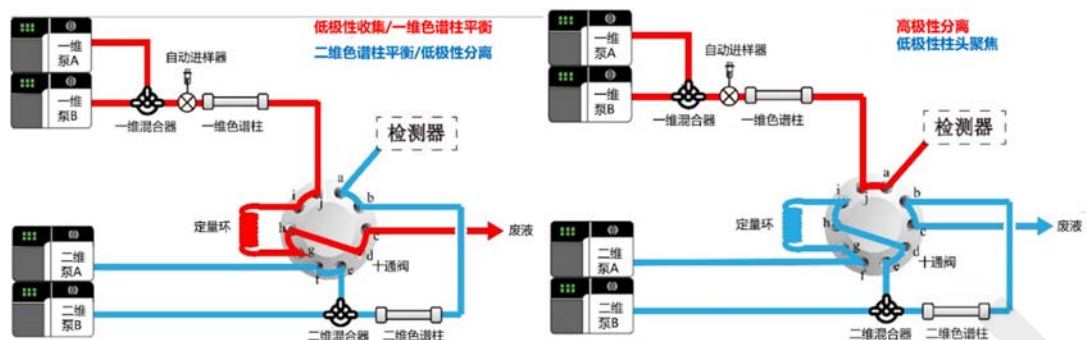 低极性收集/一维色谱柱平衡
二维色谱柱平衡/低极性分离
一维
泵A
一维
泵B
自动进样器
一维混合器
一维色谱柱
检测器
a
b
c
d
e
f
g
h
i
j
定量环
废液
十通阀
二维
泵A
二维
泵B
二维混合器
二维色谱柱
高极性分离
低极性柱头聚焦
一维
泵A
一维
泵B
自动进样器
一维混合器
一维色谱柱
检测器
a
b
c
d
e
f
g
h
i
j
定量环
废液
十通阀
二维
泵A
二维
泵B
二维混合器
二维色谱柱